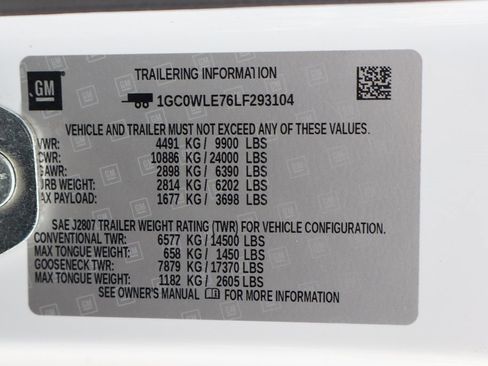 GM
TRAILERING INFORMATION
1GC0WLE76LF293104
VEHICLE AND TRAILER MUST NOT EXCEED ANY OF THESE VALUES.
VWR: 4491 KG / 9900 LBS
CWR: 10886 KG / 24000 LBS
GAWR: 2898 KG / 6390 LBS
URB WEIGHT: 2814 KG / 6202 LBS
AX PAYLOAD: 1677 KG / 3698 LBS
SAE J2807 TRAILER WEIGHT RATING (TWR) FOR VEHICLE CONFIGURATION.
CONVENTIONAL TWR: 6577 KG / 14500 LBS
MAX TONGUE WEIGHT: 658 KG / 1450 LBS
GOOSENECK TWR: 7879 KG / 17370 LBS
MAX TONGUE WEIGHT: 1182 KG / 2605 LBS
SEE OWNER'S MANUAL FOR MORE INFORMATION